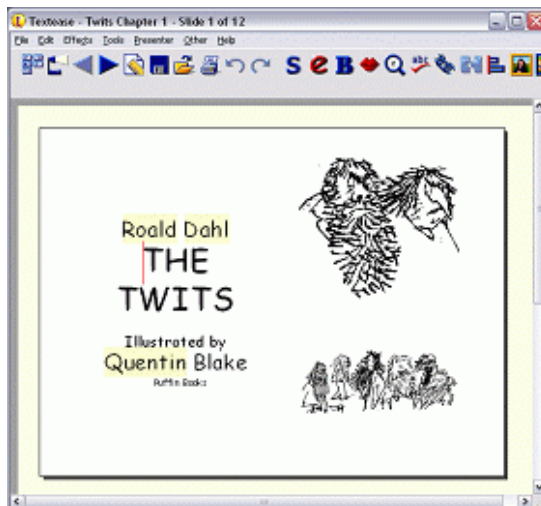 Textease - Twits Chapter 1 - Slide 1 of 12
File Edit Effects Tools Presenter Other Help
S e B abc
Roald Dahl
THE
TWITS
Illustrated by
Quentin Blake
Puffin Books